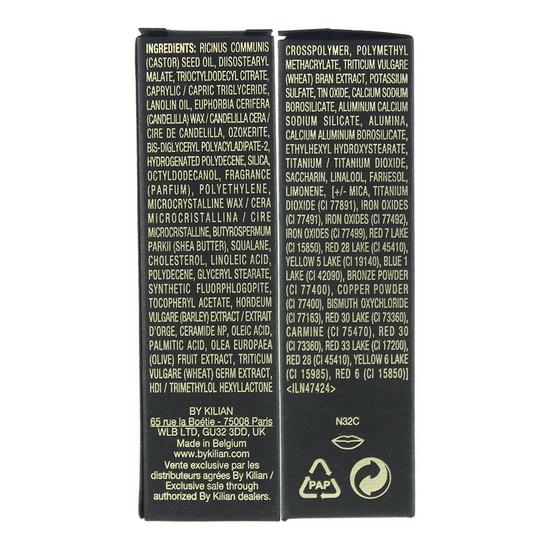 INGREDIENTS: RICINUS COMMUNIS
(CASTOR) SEED OIL, DIISOSTEARYL
MALATE, TRIOCTYLDODECYL CITRATE,
CAPRYLIC / CAPRIC TRIGLYCERIDE,
LANOLIN OIL, EUPHORBIA CERIFERA
(CANDELILLA) WAX / CANDELILLA CERA /
CIRE DE CANDELILLA, OZOKERITE,
BIS-DIGLYCERYL POLYACYLADIPATE-2,
HYDROGENATED POLYDECENE, SILICA,
OCTYLDODECANOL, FRAGRANCE
(PARFUM), POLYETHYLENE,
MICROCRYSTALLINE WAX / CERA
MICROCRISTALLINA / CIRE
MICROCRISTALLINE, BUTYROSPERMUM
PARKII (SHEA BUTTER), SQUALANE,
CHOLESTEROL, LINOLEIC ACID,
POLYDECENE, GLYCERYL STEARATE,
SYNTHETIC FLUORPHLOGOPITE,
TOCOPHERYL ACETATE, HORDEUM
VULGARE (BARLEY) EXTRACT / EXTRAIT
D'ORGE, CERAMIDE NP, OLEIC ACID,
PALMITIC ACID, OLEA EUROPAEA
(OLIVE) FRUIT EXTRACT, TRITICUM
VULGARE (WHEAT) GERM EXTRACT,
HDI / TRIMETHYLOL HEXYLLACTONE
BY KILIAN
65 rue la Boétie - 75008 Paris
WLB LTD, GU32 3DD, UK
Made in Belgium
www.bykilian.com
Vente exclusive par les
distributeurs agrées By Kilian /
Exclusive sale through
authorized By Kilian dealers.
CROSSPOLYMER, POLYMETHYL
METHACRYLATE, TRITICUM VULGARE
(WHEAT) BRAN EXTRACT, POTASSIUM
SULFATE, TIN OXIDE, CALCIUM SODIUM
BOROSILICATE, ALUMINUM CALCIUM
SODIUM SILICATE, ALUMINA,
CALCIUM ALUMINUM BOROSILICATE,
ETHYLHEXYL HYDROXYSTEARATE,
TITANIUM / TITANIUM DIOXIDE,
SACCHARIN, LINALOOL, FARNESOL,
LIMONENE, [+/- MICA, TITANIUM
DIOXIDE (CI 77891), IRON OXIDES
(CI 77491), IRON OXIDES (CI 77492),
IRON OXIDES (CI 77499), RED 7 LAKE
(CI 15850), RED 28 LAKE (CI 45410),
YELLOW 5 LAKE (CI 19140), BLUE 1
LAKE (CI 42090), BRONZE POWDER
(CI 77400), COPPER POWDER
(CI 77400), BISMUTH OXYCHLORIDE
(CI 77163), RED 30 LAKE (CI 73360),
CARMINE (CI 75470), RED 30
(CI 73360), RED 33 LAKE (CI 17200),
RED 28 (CI 45410), YELLOW 6 LAKE
(CI 15985), RED 6 (CI 15850)]
<ILN47424>
N32C
PAP